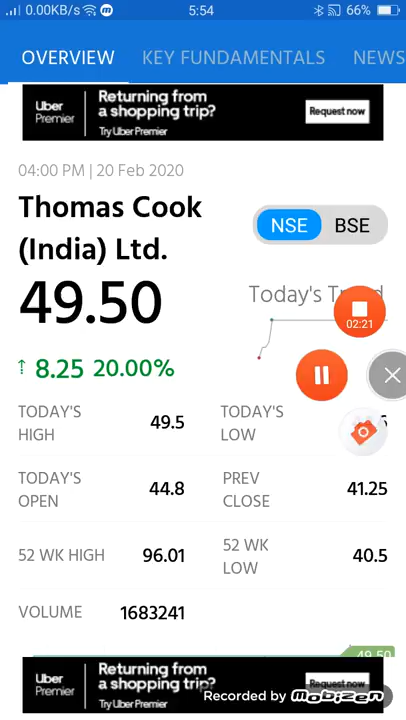 0.00KB/s 5:54 66%
OVERVIEW KEY FUNDAMENTALS NEWS
Uber Premier
Returning from a shopping trip?
Try Uber Premier
Request now
04:00 PM | 20 Feb 2020
Thomas Cook
(India) Ltd.
NSE BSE
49.50
Today's
02:21
↑ 8.25 20.00%
TODAY'S HIGH 49.5
TODAY'S LOW
TODAY'S OPEN 44.8
PREV CLOSE 41.25
52 WK HIGH 96.01
52 WK LOW 40.5
VOLUME 1683241
49.50
Uber Premier
Returning from a shopping trip?
Try Uber Premier
Request now
Recorded by mobizen